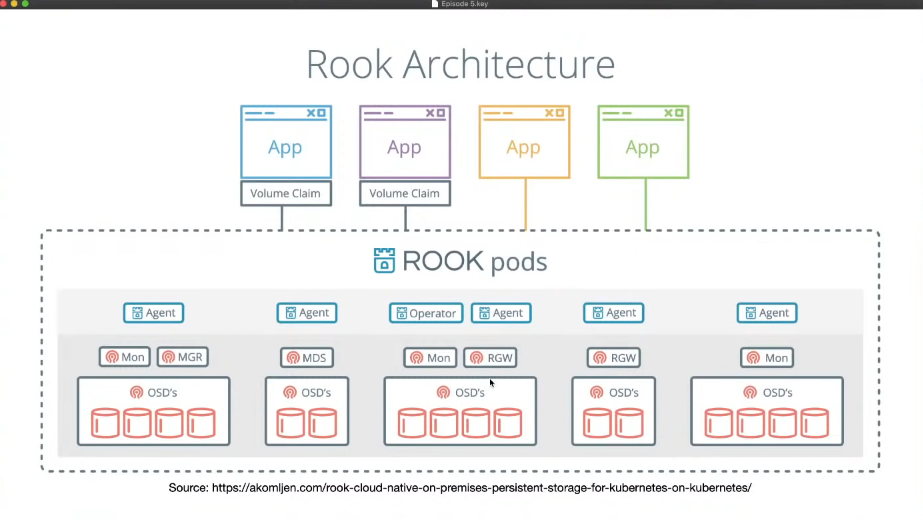 Episode 5.key
Rook Architecture
App
App
App
App
Volume Claim
Volume Claim
ROOK pods
Agent
Agent
Operator
Agent
Agent
Agent
Mon
MGR
MDS
Mon
RGW
RGW
Mon
OSD's
OSD's
OSD's
OSD's
OSD's
Source: https://akomljen.com/rook-cloud-native-on-premises-persistent-storage-for-kubernetes-on-kubernetes/